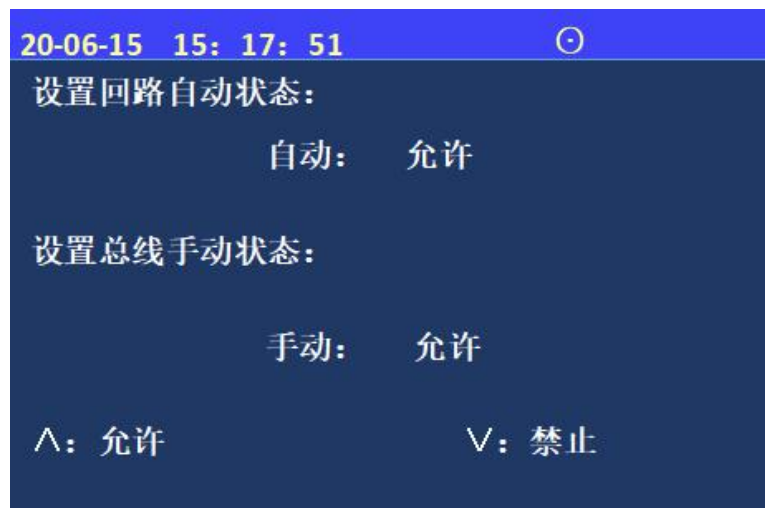 20-06-15 15：17：51 ⊙
设置回路自动状态：
自动： 允许
设置总线手动状态：
手动： 允许
∧：允许 ∨：禁止